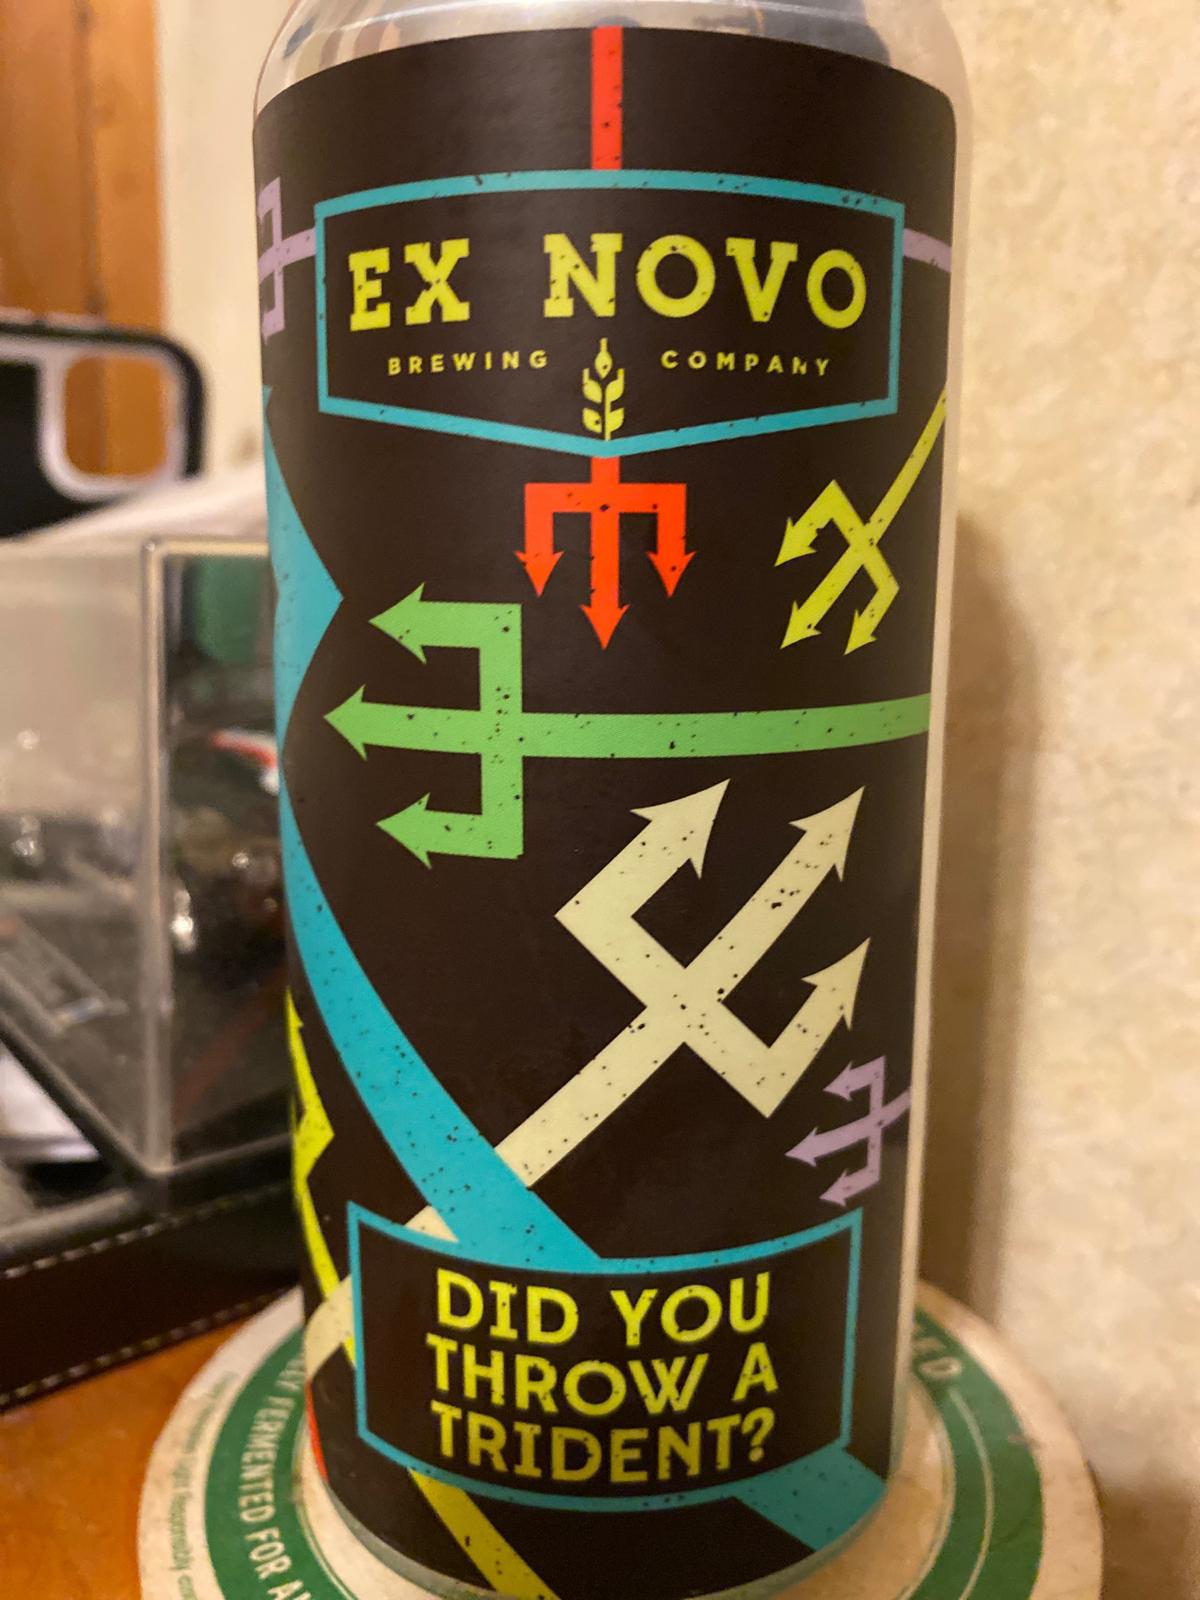 EX NOVO
BREWING COMPANY
DID YOU
THROW A
TRIDENT?
FERMENTED FOR